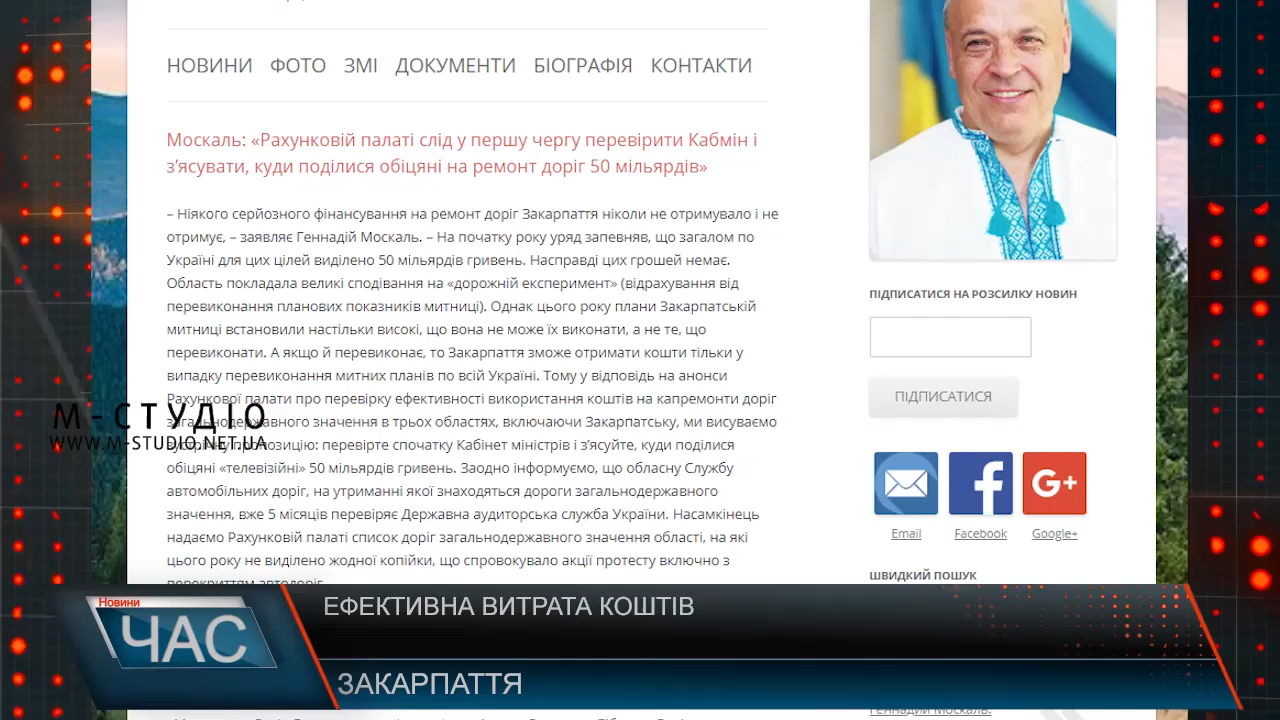 НОВИНИ ФОТО ЗМІ ДОКУМЕНТИ БІОГРАФІЯ КОНТАКТИ
Москаль: «Рахунковій палаті слід у першу чергу перевірити Кабмін і
з’ясувати, куди поділися обіцяні на ремонт доріг 50 мільярдів»
– Ніякого серйозного фінансування на ремонт доріг Закарпаття ніколи не отримувало і не
отримує, – заявляє Геннадій Москаль. – На початку року уряд запевняв, що загалом по
Україні для цих цілей виділено 50 мільярдів гривень. Насправді цих грошей немає.
Область покладала великі сподівання на «дорожній експеримент» (відрахування від
перевиконання планових показників митниці). Однак цього року плани Закарпатській
митниці встановили настільки високі, що вона не може їх виконати, а не те, що
перевиконати. А якщо й перевиконає, то Закарпаття зможе отримати кошти тільки у
випадку перевиконання митних планів по всій Україні. Тому у відповідь на анонси
Рахункової палати про перевірку ефективності використання коштів на капремонти доріг
загальнодержавного значення в трьох областях, включаючи Закарпатську, ми висуваємо
зустрічну пропозицію: перевірте спочатку Кабінет міністрів і з’ясуйте, куди поділися
обіцяні «телевізійні» 50 мільярдів гривень. Заодно інформуємо, що обласну Службу
автомобільних доріг, на утриманні якої знаходяться дороги загальнодержавного
значення, вже 5 місяців перевіряє Державна аудиторська служба України. Насамкінець
надаємо Рахунковій палаті список доріг загальнодержавного значення області, на які
цього року не виділено жодної копійки, що спровокувало акції протесту включно з
перекриттям автодоріг.
ПІДПИСАТИСЯ НА РОЗСИЛКУ НОВИН
ПІДПИСАТИСЯ
G+
Email Facebook Google+
ШВИДКИЙ ПОШУК
М-СТУДІО
WWW.M-STUDIO.NET.UA
Новини
ЧАС
ЕФЕКТИВНА ВИТРАТА КОШТІВ
ЗАКАРПАТТЯ
Геннадий Москаль: